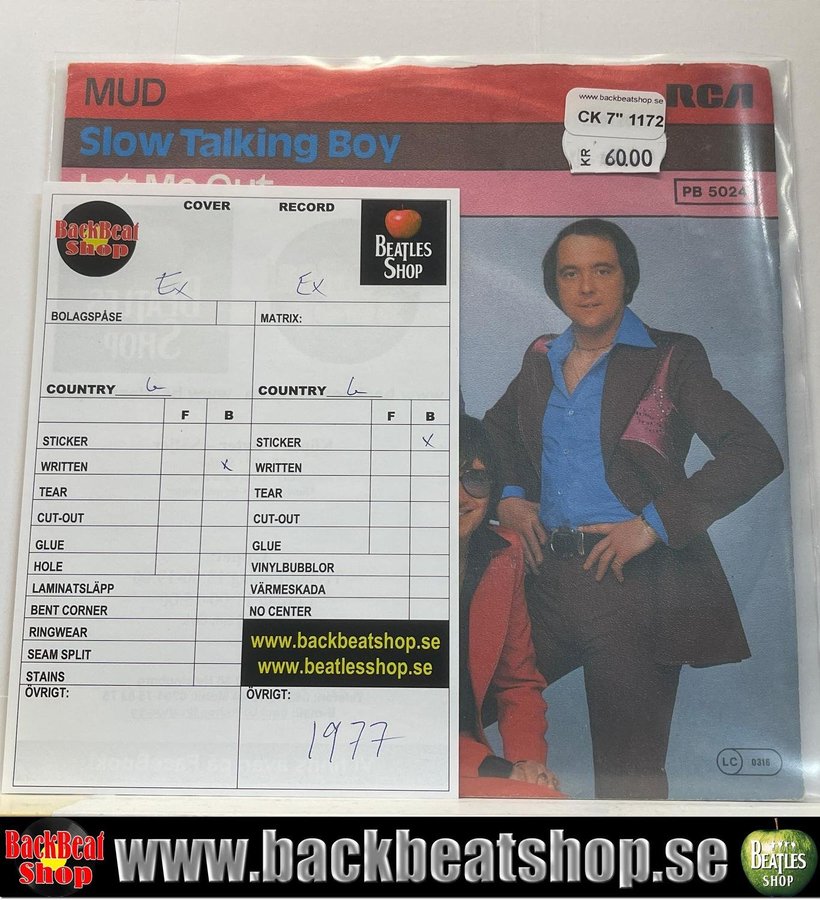 MUD
RCA
www.backbeatshop.se
CK 7" 1172
KR 60.00
Slow Talking Boy
Let Me Out
PB 5024
COVER
RECORD
BackBeat
Shop
BEATLES
SHOP
Ex
Ex
BOLAGSPÅSE
MATRIX:
COUNTRY G
COUNTRY G
F B
F B
STICKER
STICKER x
WRITTEN x
WRITTEN
TEAR
TEAR
CUT-OUT
CUT-OUT
GLUE
GLUE
HOLE
VINYLBUBBLOR
LAMINATSLÄPP
VÄRMESKADA
BENT CORNER
NO CENTER
RINGWEAR
SEAM SPLIT
STAINS
www.backbeatshop.se
www.beatlesshop.se
ÖVRIGT:
ÖVRIGT:
1977
LC 0316
BackBeat
Shop
www.backbeatshop.se
BEATLES
SHOP